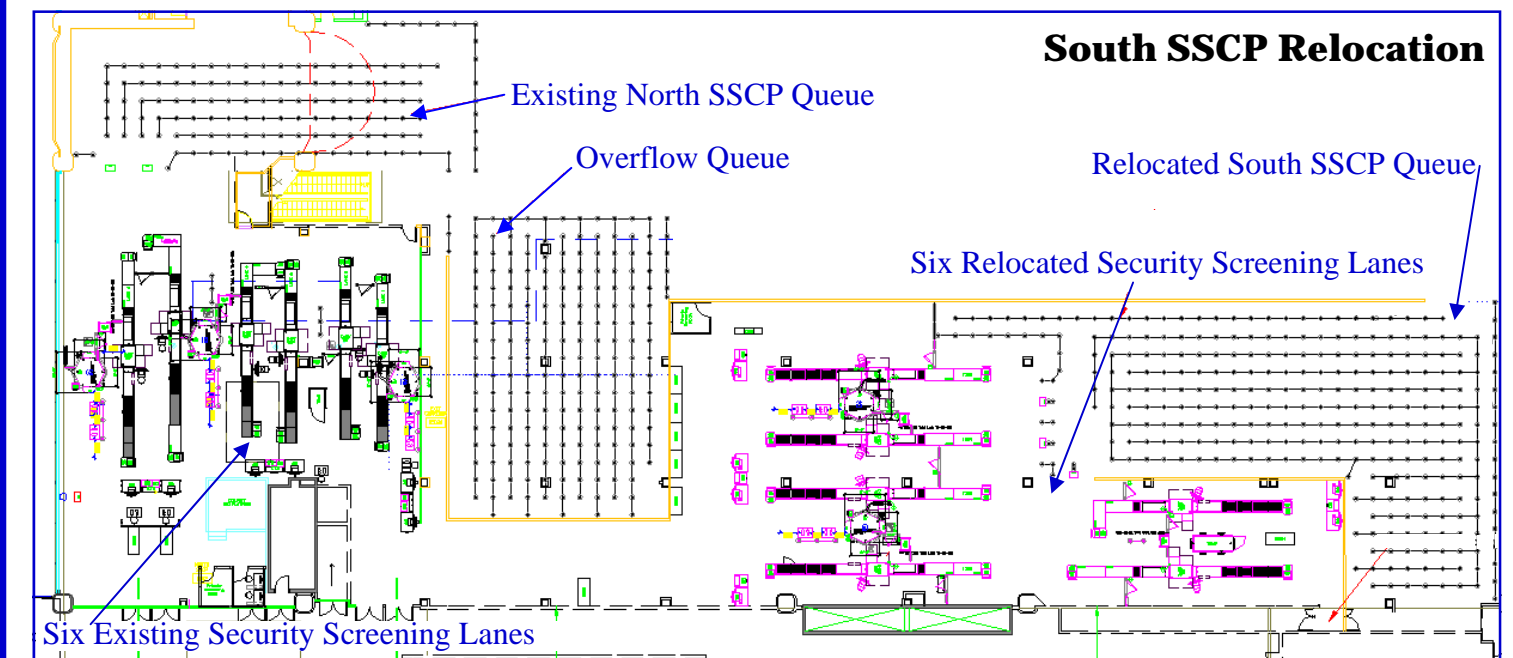 South SSCP Relocation
Existing North SSCP Queue
Overflow Queue
Relocated South SSCP Queue
Six Relocated Security Screening Lanes
Six Existing Security Screening Lanes